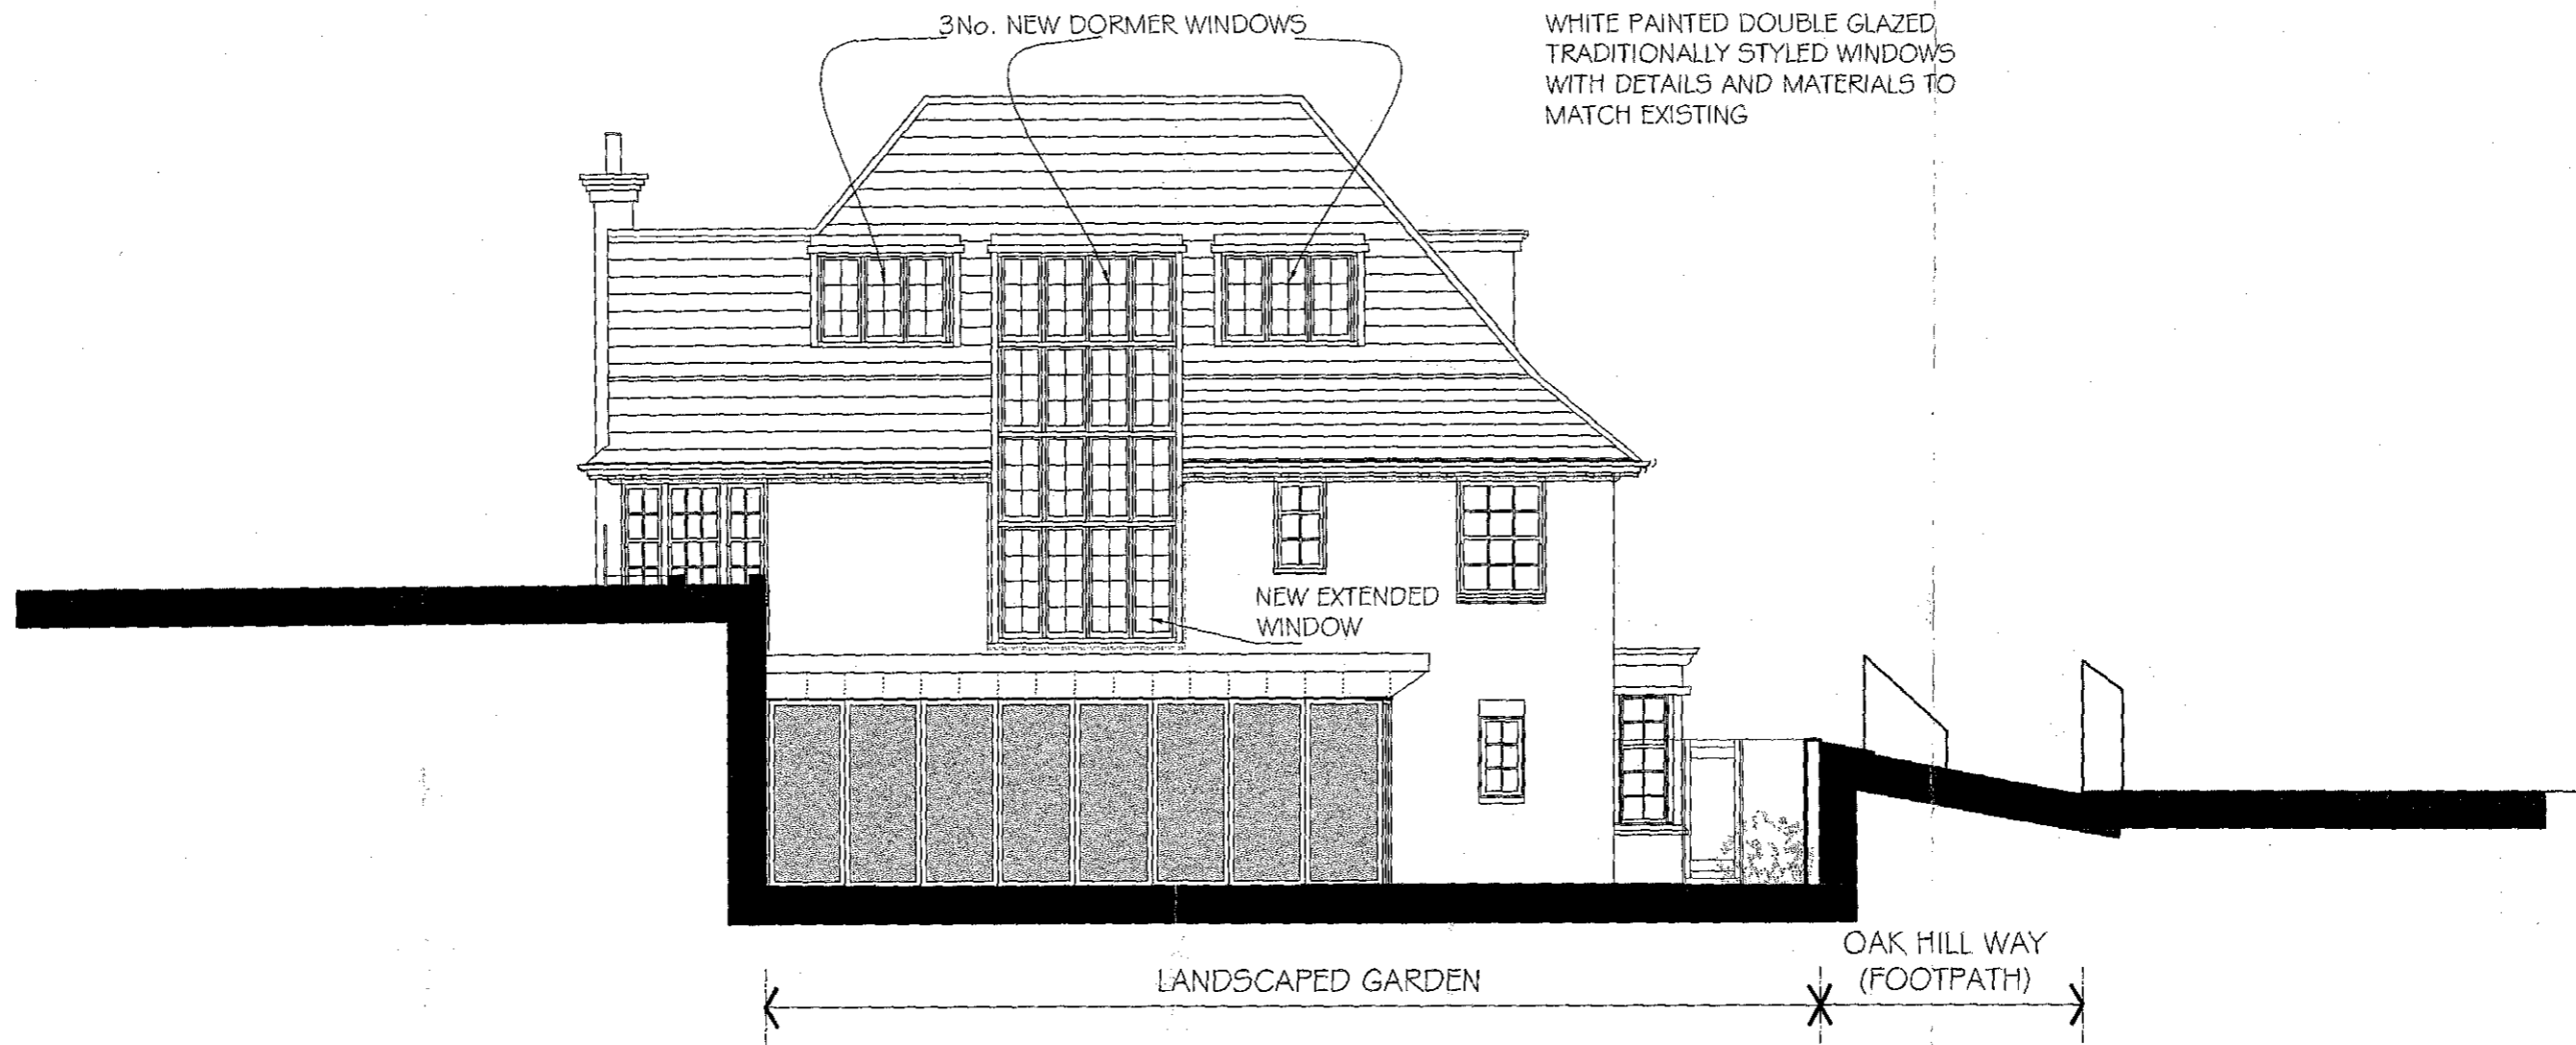 3No. NEW DORMER WINDOWS
WHITE PAINTED DOUBLE GLAZED
TRADITIONALLY STYLED WINDOWS
WITH DETAILS AND MATERIALS TO
MATCH EXISTING
NEW EXTENDED
WINDOW
LANDSCAPED GARDEN
OAK HILL WAY
(FOOTPATH)